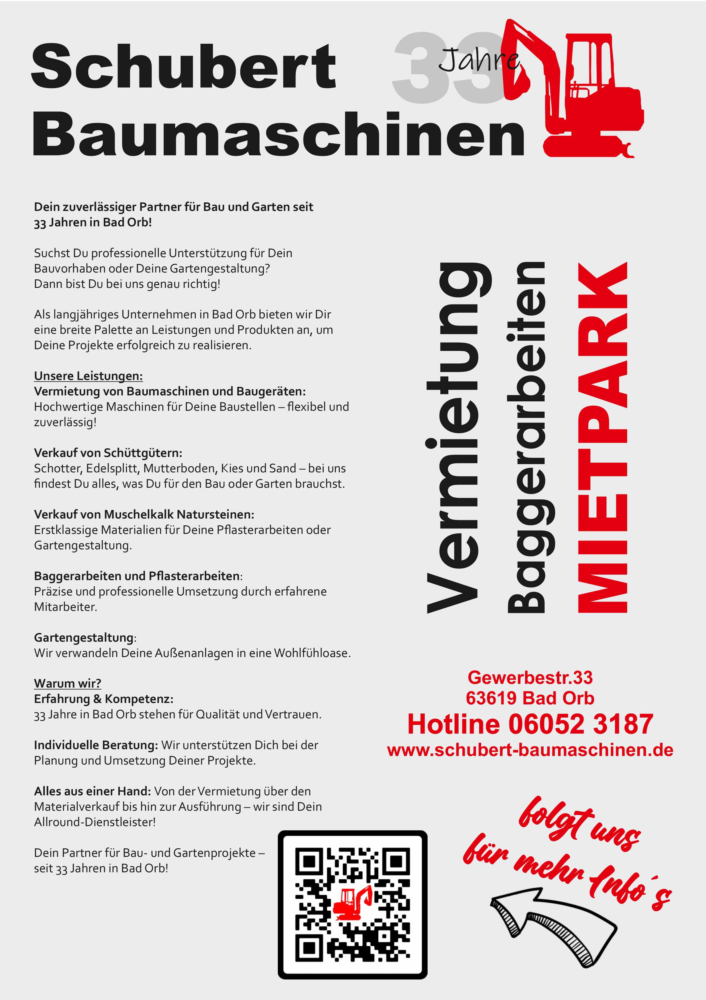 Schubert
33 Jahre
Baumaschinen
Dein zuverlässiger Partner für Bau und Garten seit
33 Jahren in Bad Orb!
Suchst Du professionelle Unterstützung für Dein
Bauvorhaben oder Deine Gartengestaltung?
Dann bist Du bei uns genau richtig!
Als langjähriges Unternehmen in Bad Orb bieten wir Dir
eine breite Palette an Leistungen und Produkten an, um
Deine Projekte erfolgreich zu realisieren.
Unsere Leistungen:
Vermietung von Baumaschinen und Baugeräten:
Hochwertige Maschinen für Deine Baustellen – flexibel und
zuverlässig!
Verkauf von Schüttgütern:
Schotter, Edelsplitt, Mutterboden, Kies und Sand – bei uns
findest Du alles, was Du für den Bau oder Garten brauchst.
Verkauf von Muschelkalk Natursteinen:
Erstklassige Materialien für Deine Pflasterarbeiten oder
Gartengestaltung.
Baggerarbeiten und Pflasterarbeiten:
Präzise und professionelle Umsetzung durch erfahrene
Mitarbeiter.
Gartengestaltung:
Wir verwandeln Deine Außenanlagen in eine Wohlfühloase.
Warum wir?
Erfahrung & Kompetenz:
33 Jahre in Bad Orb stehen für Qualität und Vertrauen.
Individuelle Beratung: Wir unterstützen Dich bei der
Planung und Umsetzung Deiner Projekte.
Alles aus einer Hand: Von der Vermietung über den
Materialverkauf bis hin zur Ausführung – wir sind Dein
Allround-Dienstleister!
Dein Partner für Bau- und Gartenprojekte –
seit 33 Jahren in Bad Orb!
Vermietung
Baggerarbeiten
MIETPARK
Gewerbestr.33
63619 Bad Orb
Hotline 06052 3187
www.schubert-baumaschinen.de
folgt uns
für mehr Info´s